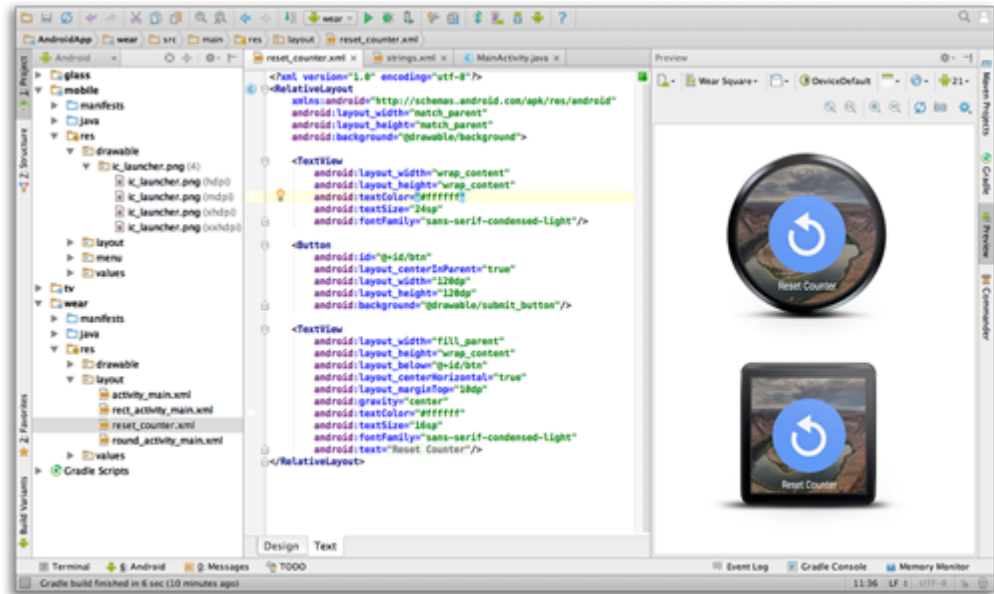 wear
AndroidApp wear src main res layout reset_counter.xml
Android
reset_counter.xml strings.xml MainActivity.java
Preview
1: Project
Z: Structure
2: Favorites
Build Variants
glass
mobile
manifests
java
res
drawable
ic_launcher.png (4)
ic_launcher.png (hdpi)
ic_launcher.png (mdpi)
ic_launcher.png (xhdpi)
ic_launcher.png (xxhdpi)
layout
menu
values
tv
wear
manifests
java
res
drawable
layout
activity_main.xml
rect_activity_main.xml
reset_counter.xml
round_activity_main.xml
values
Gradle Scripts
<?xml version="1.0" encoding="utf-8"?>
<RelativeLayout
xmlns:android="http://schemas.android.com/apk/res/android"
android:layout_width="match_parent"
android:layout_height="match_parent"
android:background="@drawable/background">
<TextView
android:layout_width="wrap_content"
android:layout_height="wrap_content"
android:textColor="#ffffff"
android:textSize="24sp"
android:fontFamily="sans-serif-condensed-light"/>
<Button
android:id="@+id/btn"
android:layout_centerInParent="true"
android:layout_width="120dp"
android:layout_height="120dp"
android:background="@drawable/submit_button"/>
<TextView
android:layout_width="fill_parent"
android:layout_height="wrap_content"
android:layout_below="@+id/btn"
android:layout_centerHorizontal="true"
android:layout_marginTop="10dp"
android:gravity="center"
android:textColor="#ffffff"
android:textSize="16sp"
android:fontFamily="sans-serif-condensed-light"
android:text="Reset Counter"/>
</RelativeLayout>
Design Text
Wear Square DeviceDefault 21
Reset Counter
Reset Counter
Maven Projects
Gradle
Preview
Commander
Terminal 6: Android 0: Messages TODO
Event Log Gradle Console Memory Monitor
Gradle build finished in 6 sec (10 minutes ago)
11:36 LF UTF-8